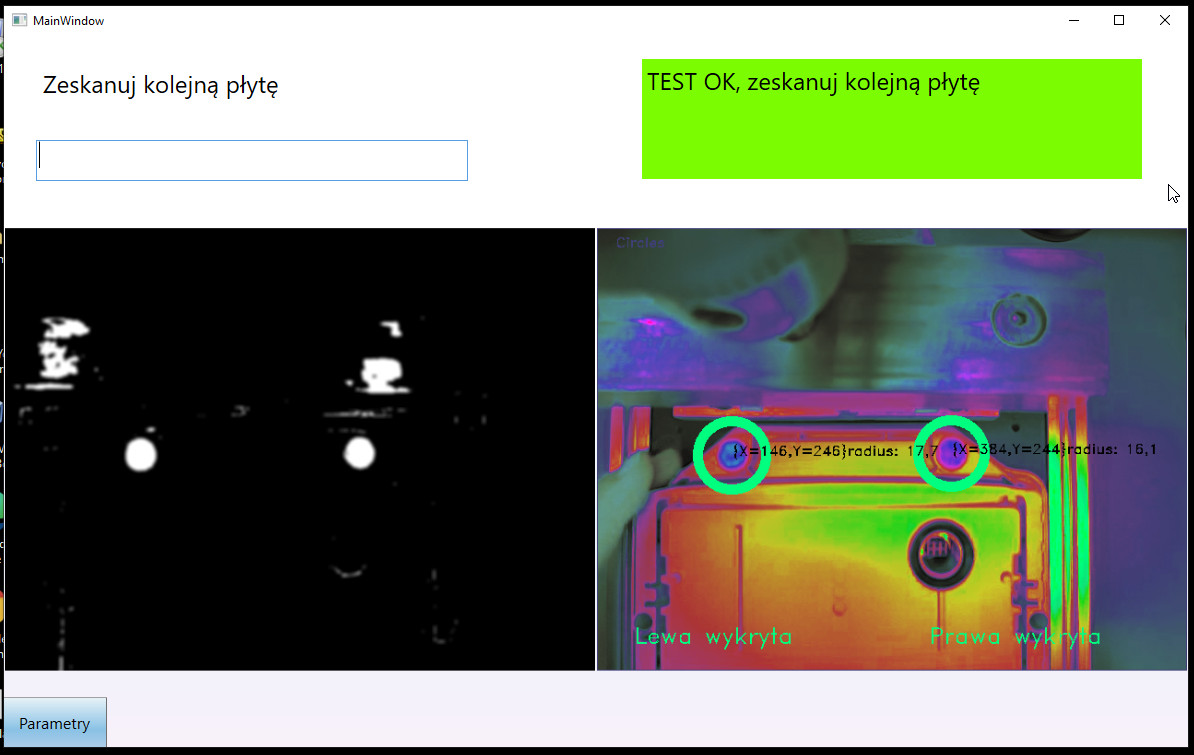 MainWindow
Zeskanuj kolejną płytę
TEST OK, zeskanuj kolejną płytę
Circles
{X=146,Y=246}radius: 17,7
{X=384,Y=244}radius: 16,1
Lewa wykryta
Prawa wykryta
Parametry